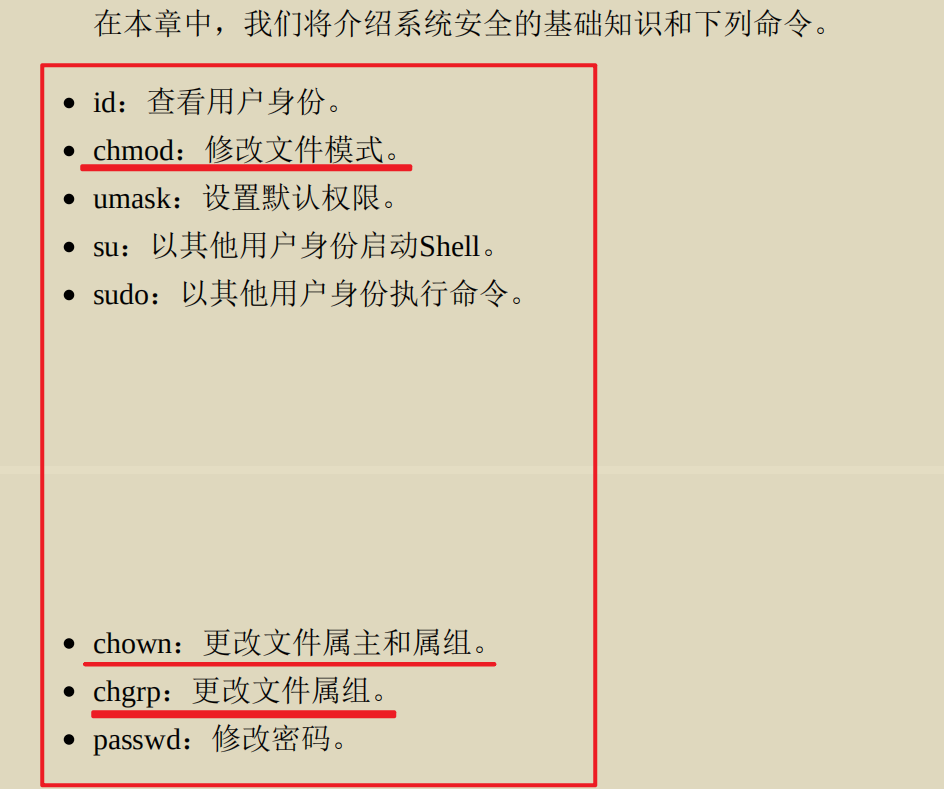 在本章中，我们将介绍系统安全的基础知识和下列命令。
• id：查看用户身份。
• chmod：修改文件模式。
• umask：设置默认权限。
• su：以其他用户身份启动Shell。
• sudo：以其他用户身份执行命令。
• chown：更改文件属主和属组。
• chgrp：更改文件属组。
• passwd：修改密码。